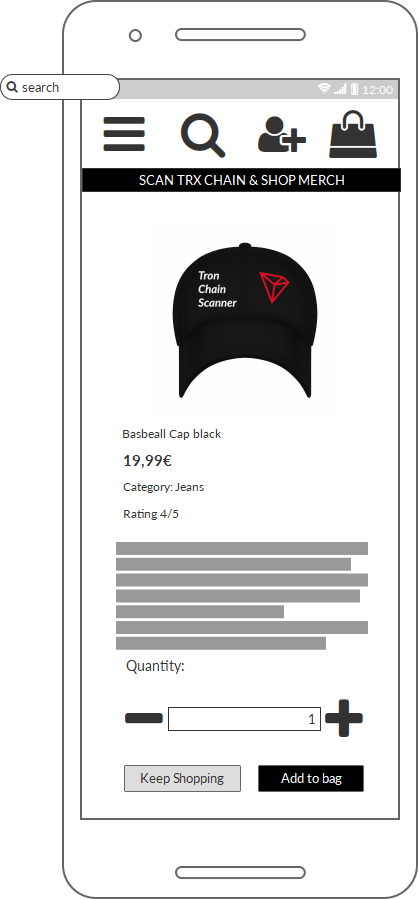 12:00
search
SCAN TRX CHAIN & SHOP MERCH
Tron
Chain
Scanner
Basbeall Cap black
19,99€
Category: Jeans
Rating 4/5
Quantity:
1
Keep Shopping
Add to bag